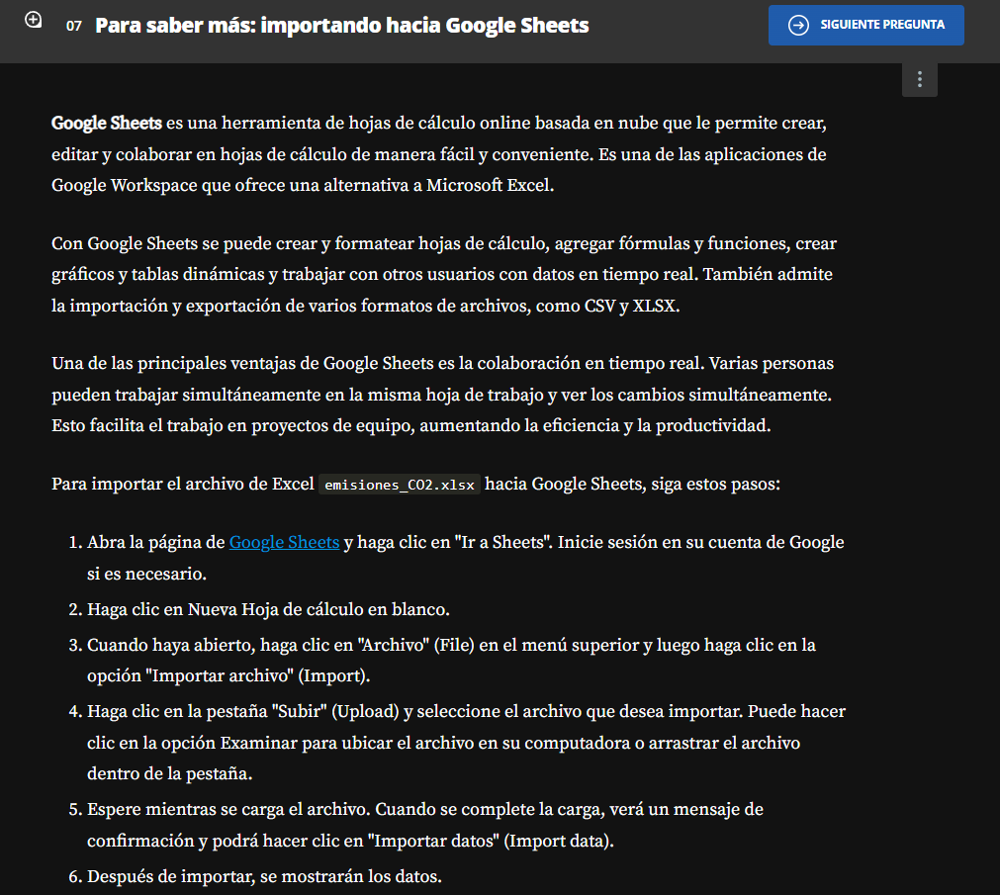 07 Para saber más: importando hacia Google Sheets
SIGUIENTE PREGUNTA
Google Sheets es una herramienta de hojas de cálculo online basada en nube que le permite crear,
editar y colaborar en hojas de cálculo de manera fácil y conveniente. Es una de las aplicaciones de
Google Workspace que ofrece una alternativa a Microsoft Excel.
Con Google Sheets se puede crear y formatear hojas de cálculo, agregar fórmulas y funciones, crear
gráficos y tablas dinámicas y trabajar con otros usuarios con datos en tiempo real. También admite
la importación y exportación de varios formatos de archivos, como CSV y XLSX.
Una de las principales ventajas de Google Sheets es la colaboración en tiempo real. Varias personas
pueden trabajar simultáneamente en la misma hoja de trabajo y ver los cambios simultáneamente.
Esto facilita el trabajo en proyectos de equipo, aumentando la eficiencia y la productividad.
Para importar el archivo de Excel emisiones_CO2.xlsx hacia Google Sheets, siga estos pasos:
1. Abra la página de Google Sheets y haga clic en "Ir a Sheets". Inicie sesión en su cuenta de Google
si es necesario.
2. Haga clic en Nueva Hoja de cálculo en blanco.
3. Cuando haya abierto, haga clic en "Archivo" (File) en el menú superior y luego haga clic en la
opción "Importar archivo" (Import).
4. Haga clic en la pestaña "Subir" (Upload) y seleccione el archivo que desea importar. Puede hacer
clic en la opción Examinar para ubicar el archivo en su computadora o arrastrar el archivo
dentro de la pestaña.
5. Espere mientras se carga el archivo. Cuando se complete la carga, verá un mensaje de
confirmación y podrá hacer clic en "Importar datos" (Import data).
6. Después de importar, se mostrarán los datos.